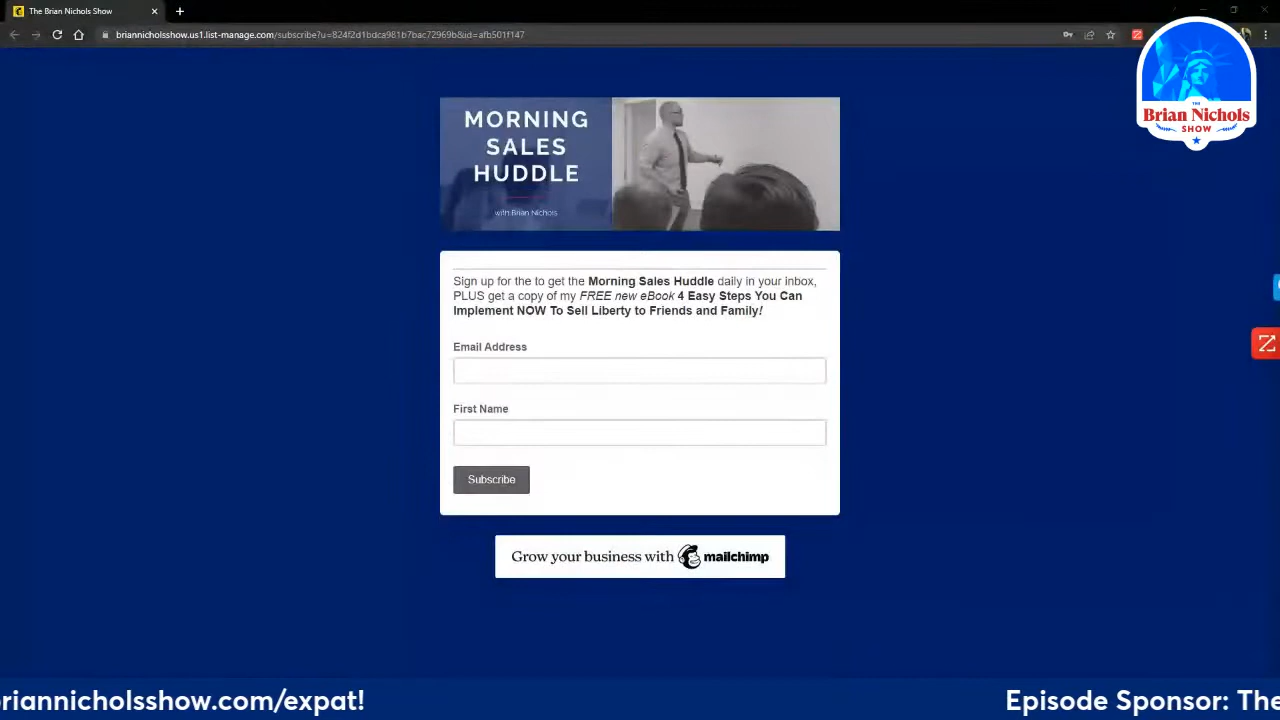 The Brian Nichols Show
briannicholsshow.us1.list-manage.com/subscribe?u=824f2d1bdca981b7bac72969b&id=afb501f147
THE
Brian Nichols
SHOW
MORNING
SALES
HUDDLE
with Brian Nichols
Sign up for the to get the Morning Sales Huddle daily in your inbox,
PLUS get a copy of my FREE new eBook 4 Easy Steps You Can
Implement NOW To Sell Liberty to Friends and Family!
Email Address
First Name
Subscribe
Grow your business with mailchimp
riannicholsshow.com/expat! Episode Sponsor: The